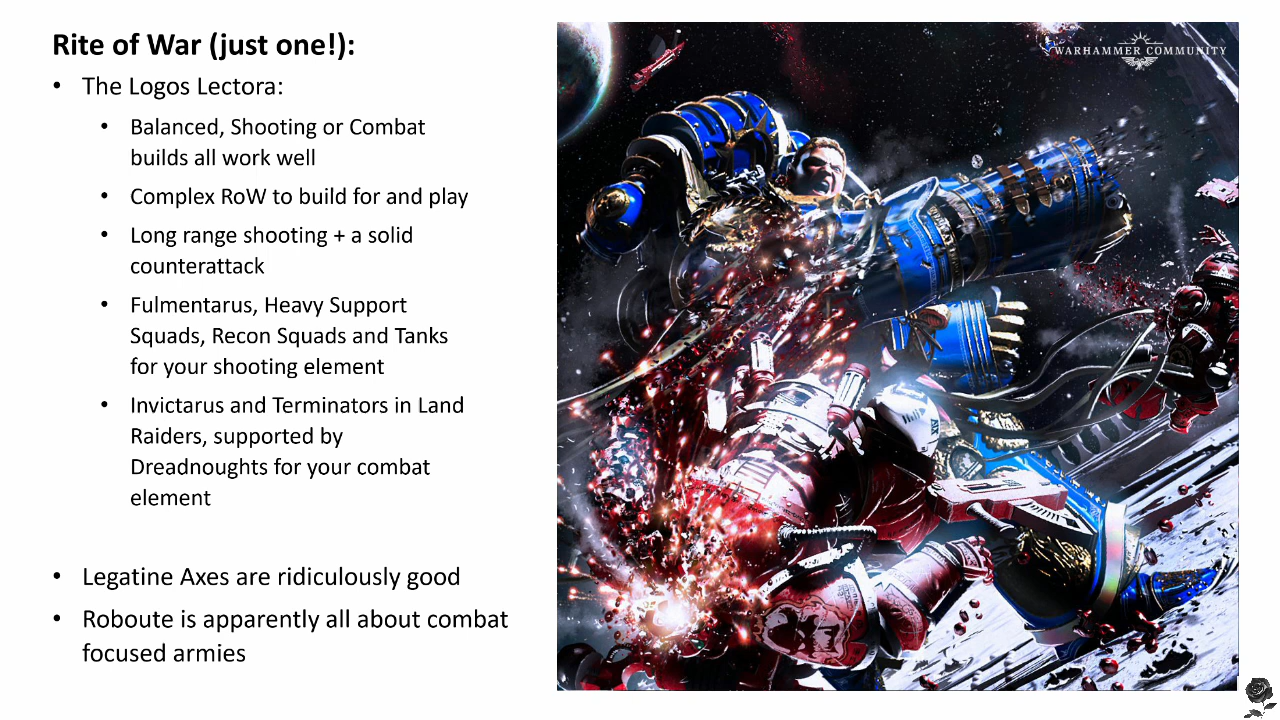 Rite of War (just one!):
• The Logos Lectora:
• Balanced, Shooting or Combat
builds all work well
• Complex RoW to build for and play
• Long range shooting + a solid
counterattack
• Fulmentarus, Heavy Support
Squads, Recon Squads and Tanks
for your shooting element
• Invictarus and Terminators in Land
Raiders, supported by
Dreadnoughts for your combat
element
• Legatine Axes are ridiculously good
• Roboute is apparently all about combat
focused armies
WARHAMMER COMMUNITY
XIX